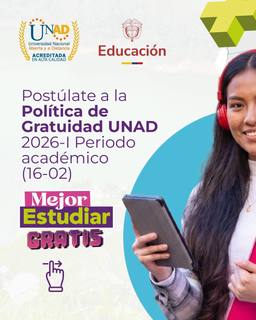 UNAD
Universidad Nacional
Abierta y a Distancia
ACREDITADA
EN ALTA CALIDAD
Educación
Postúlate a la
Política de
Gratuidad UNAD
2026-I Periodo
académico
(16-02)
Mejor
Estudiar
GRATIS